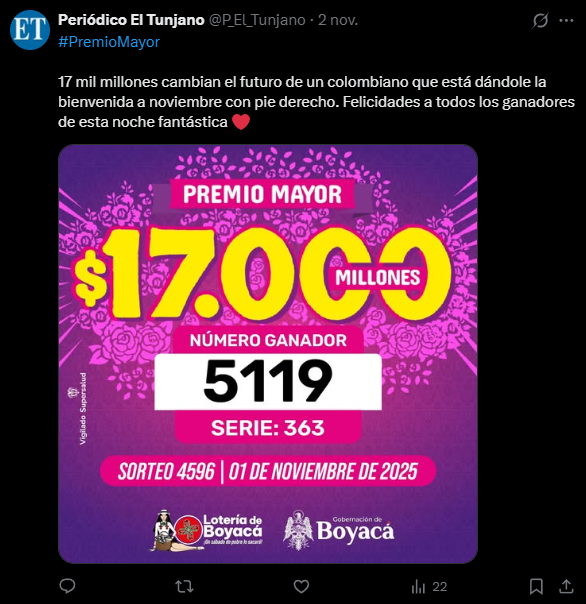 Periódico El Tunjano @P_El_Tunjano · 2 nov.
#PremioMayor
17 mil millones cambian el futuro de un colombiano que está dándole la
bienvenida a noviembre con pie derecho. Felicidades a todos los ganadores
de esta noche fantástica ❤️
PREMIO MAYOR
$17.000
MILLONES
NÚMERO GANADOR
5119
SERIE: 363
Vigilado Supersalud
SORTEO 4596 | 01 DE NOVIEMBRE DE 2025
Lotería de
Boyacá
¡Un sábado de pobre lo sacará!
Gobernación de
Boyacá
22
ET